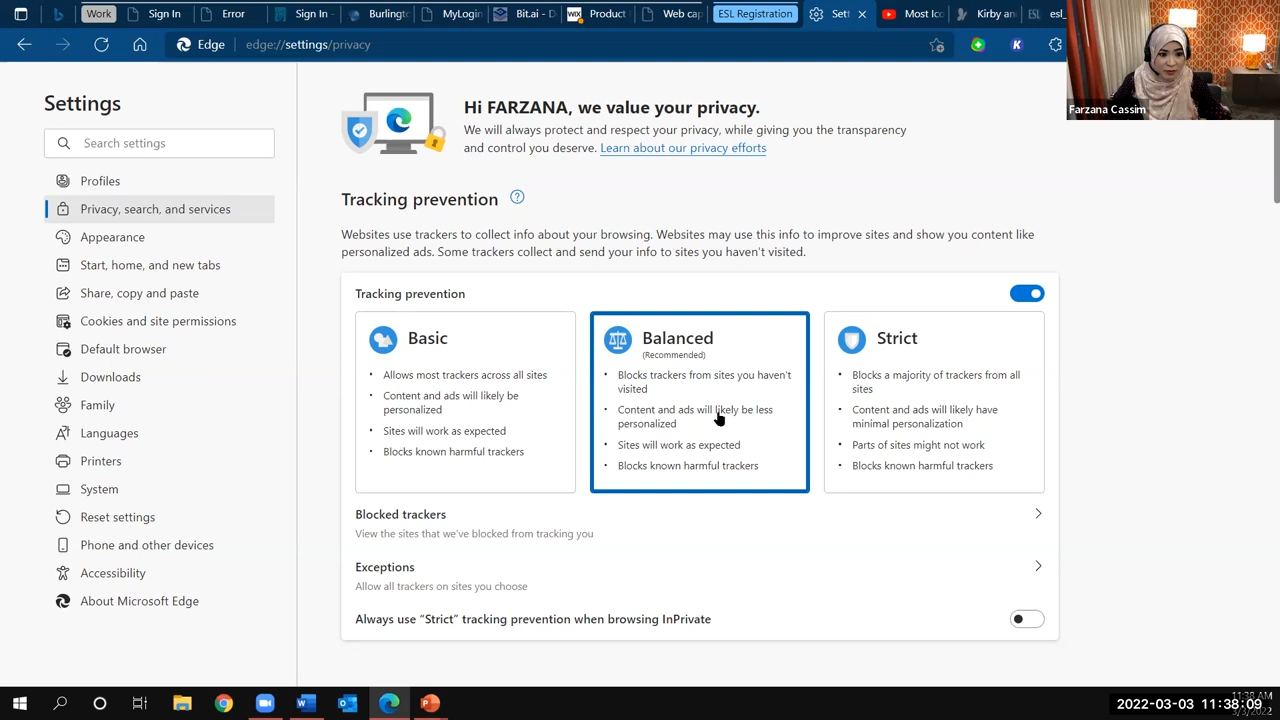 Work
Sign In
Error
Sign In -
Burlingt
MyLogin
Bit.ai - D
Product
Web cap
ESL Registration
Sett
Most Ico
Kirby an
esl_
Edge
edge://settings/privacy
Farzana Cassim
Settings
Search settings
Profiles
Privacy, search, and services
Appearance
Start, home, and new tabs
Share, copy and paste
Cookies and site permissions
Default browser
Downloads
Family
Languages
Printers
System
Reset settings
Phone and other devices
Accessibility
About Microsoft Edge
Hi FARZANA, we value your privacy.
We will always protect and respect your privacy, while giving you the transparency
and control you deserve. Learn about our privacy efforts
Tracking prevention
Websites use trackers to collect info about your browsing. Websites may use this info to improve sites and show you content like
personalized ads. Some trackers collect and send your info to sites you haven't visited.
Tracking prevention
Basic
• Allows most trackers across all sites
• Content and ads will likely be
personalized
• Sites will work as expected
• Blocks known harmful trackers
Balanced
(Recommended)
• Blocks trackers from sites you haven't
visited
• Content and ads will likely be less
personalized
• Sites will work as expected
• Blocks known harmful trackers
Strict
• Blocks a majority of trackers from all
sites
• Content and ads will likely have
minimal personalization
• Parts of sites might not work
• Blocks known harmful trackers
Blocked trackers
View the sites that we've blocked from tracking you
Exceptions
Allow all trackers on sites you choose
Always use “Strict” tracking prevention when browsing InPrivate
11:38 AM
2022-03-03 11:38:09